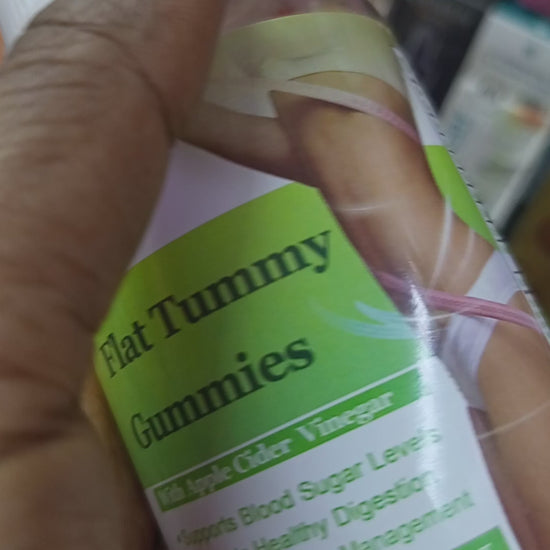 Flat Tummy
Gummies
With Apple Cider Vinegar
•Supports Blood Sugar Levels
Healthy Digestion
Management